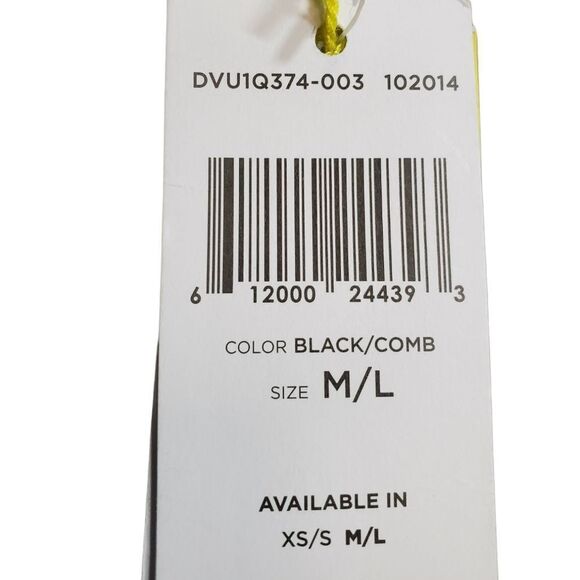 DVU1Q374-003 102014
6 12000 24439 3
COLOR BLACK/COMB
SIZE M/L
AVAILABLE IN
XS/S M/L